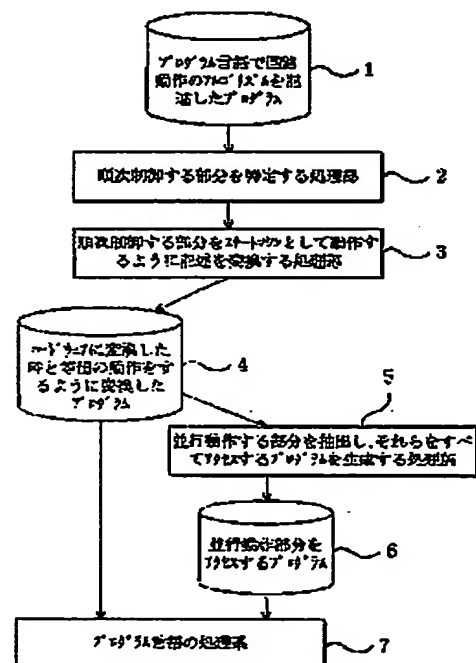 プログラム言語で回路
動作のアルゴリズムを記
述したプログラム
1
順次制御する部分を特定する処理部
2
順次制御する部分をステートマシンとして動作す
るように記述を変換する処理部
3
ハードウェアに変換した
時と等価の動作をす
るように変換した
プログラム
4
5
並行動作する部分を抽出し、それらをすべ
てアクセスするプログラムを生成する処理部
並行動作部分を
アクセスするプログラム
6
プログラム言語の処理系
7